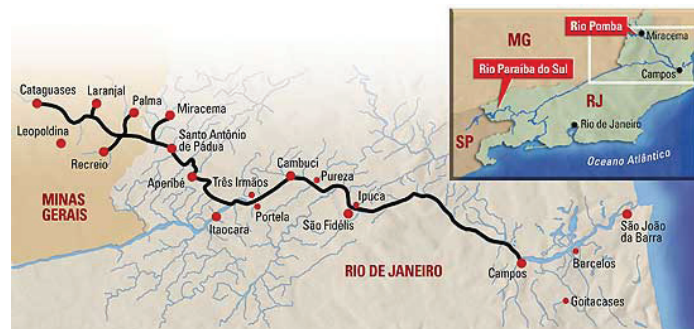 Cataguases
Laranjal
Palma
Miracema
Leopoldina
Recreio
Santo Antônio
de Pádua
MINAS
GERAIS
Aperibé
Três Irmãos
Cambuci
Pureza
Itaocara
Portela
Ipuca
São Fidélis
RIO DE JANEIRO
Campos
São João
da Barra
Barcelos
Goitacases
MG
Rio Pomba
Miracema
Rio Paraíba do Sul
Campos
RJ
Rio de Janeiro
SP
Oceano Atlântico